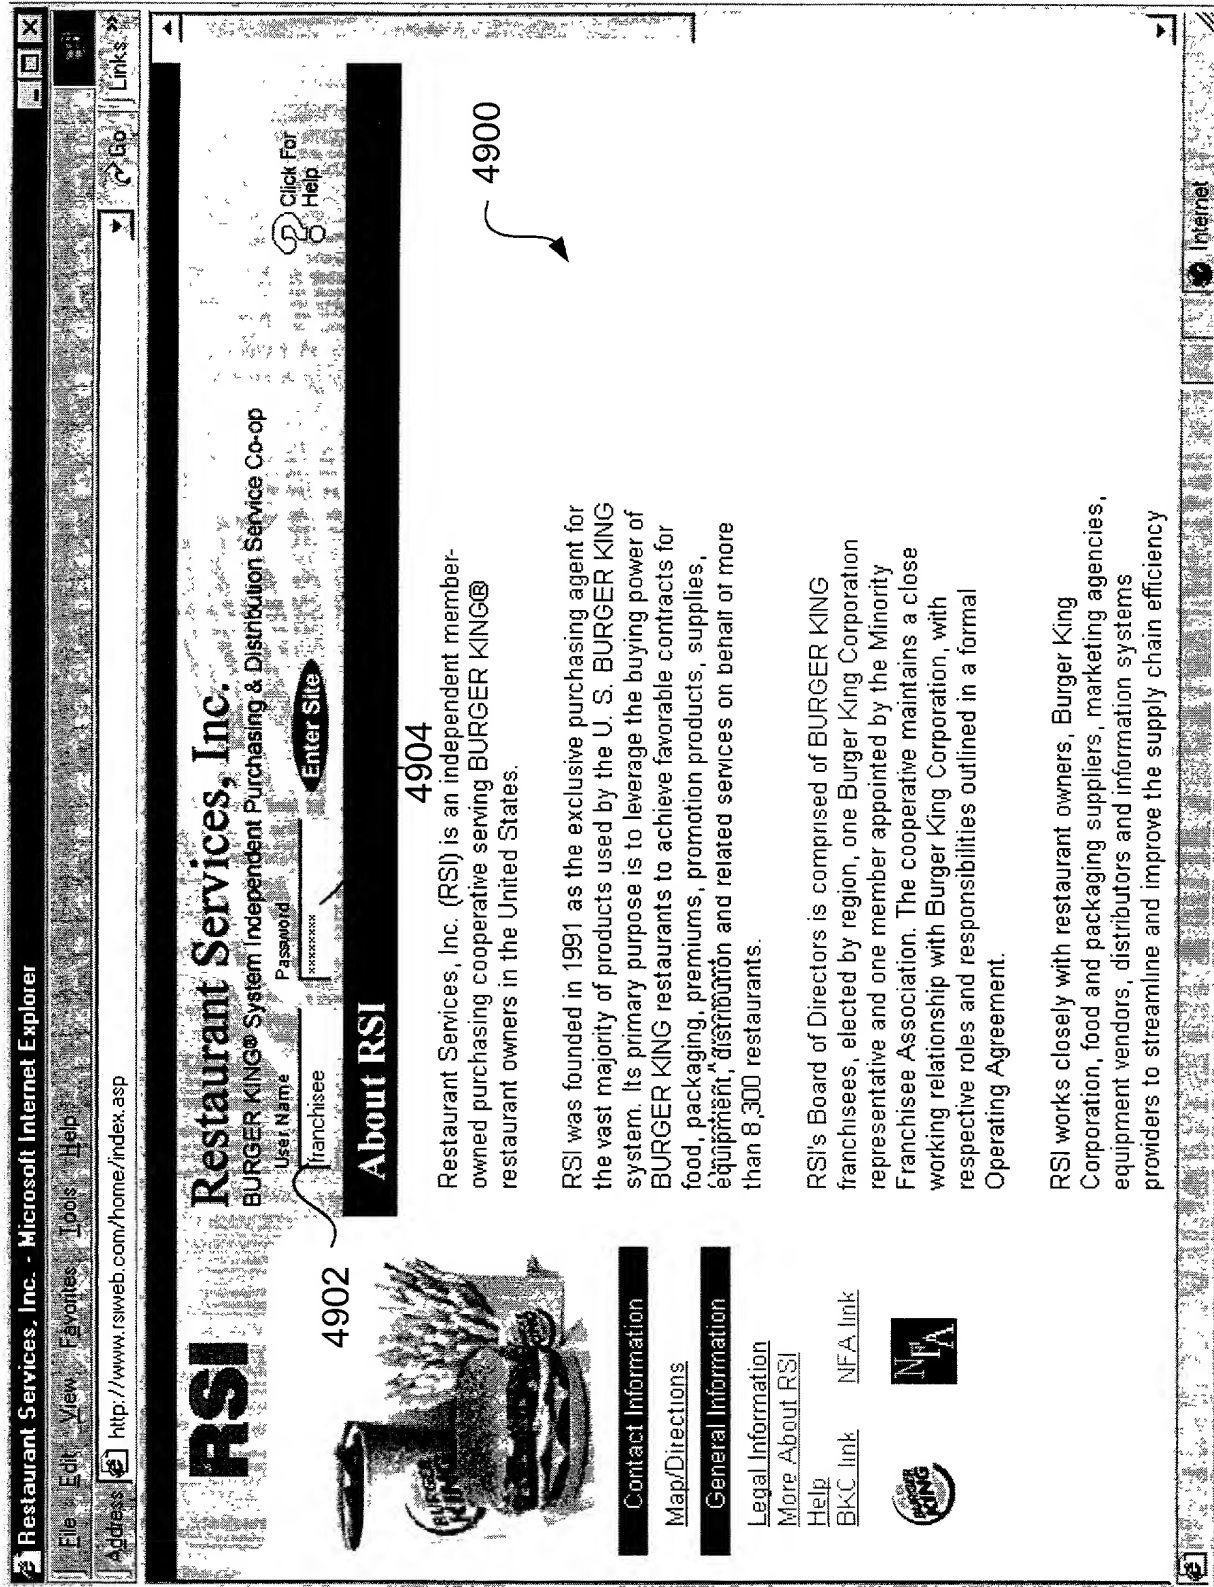 Restaurant Services, Inc. - Microsoft Internet Explorer
File Edit View Favorites Tools Help
Address http://www.rsiweb.com/home/index.asp Go Links »
RSI
Restaurant Services, Inc.
BURGER KING® System Independent Purchasing & Distribution Service Co-op
User Name Password
franchisee xxxxxxxx Enter Site
Click For
Help
4902
4904
4900
About RSI
BURGER
KING
Contact Information
Map/Directions
General Information
Legal Information
More About RSI
Help
BKC link NFA link
BURGER
KING
NFA
Restaurant Services, Inc. (RSI) is an independent member-
owned purchasing cooperative serving BURGER KING®
restaurant owners in the United States.
RSI was founded in 1991 as the exclusive purchasing agent for
the vast majority of products used by the U. S. BURGER KING
system. Its primary purpose is to leverage the buying power of
BURGER KING restaurants to achieve favorable contracts for
food, packaging, premiums, promotion products, supplies,
equipment, distribution and related services on behalf of more
than 8,300 restaurants.
RSI's Board of Directors is comprised of BURGER KING
franchisees, elected by region, one Burger King Corporation
representative and one member appointed by the Minority
Franchisee Association. The cooperative maintains a close
working relationship with Burger King Corporation, with
respective roles and responsibilities outlined in a formal
Operating Agreement.
RSI works closely with restaurant owners, Burger King
Corporation, food and packaging suppliers, marketing agencies,
equipment vendors, distributors and information systems
providers to streamline and improve the supply chain efficiency
Internet